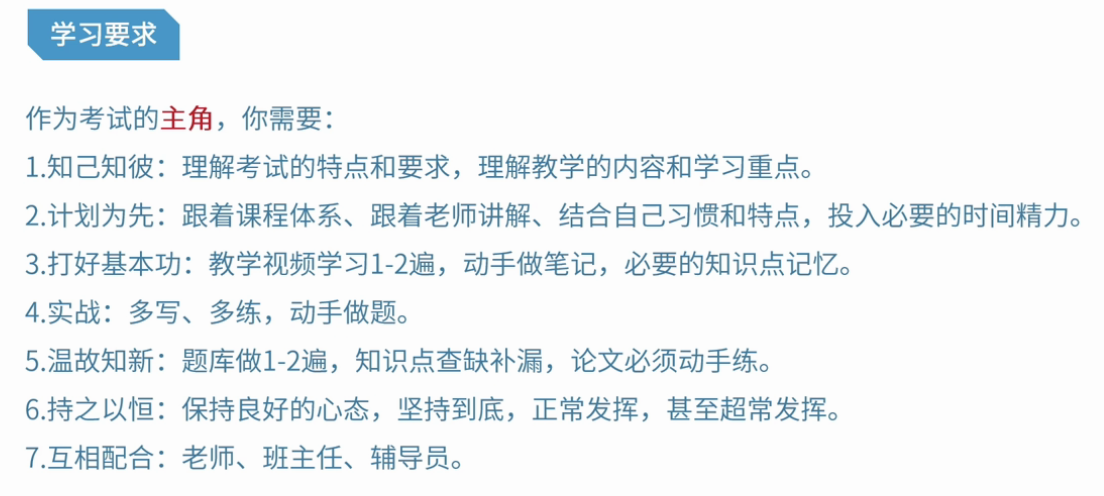 学习要求
作为考试的主角，你需要：
1.知己知彼：理解考试的特点和要求，理解教学的内容和学习重点。
2.计划为先：跟着课程体系、跟着老师讲解、结合自己习惯和特点，投入必要的时间精力。
3.打好基本功：教学视频学习1-2遍，动手做笔记，必要的知识点记忆。
4.实战：多写、多练，动手做题。
5.温故知新：题库做1-2遍，知识点查缺补漏，论文必须动手练。
6.持之以恒：保持良好的心态，坚持到底，正常发挥，甚至超常发挥。
7.互相配合：老师、班主任、辅导员。